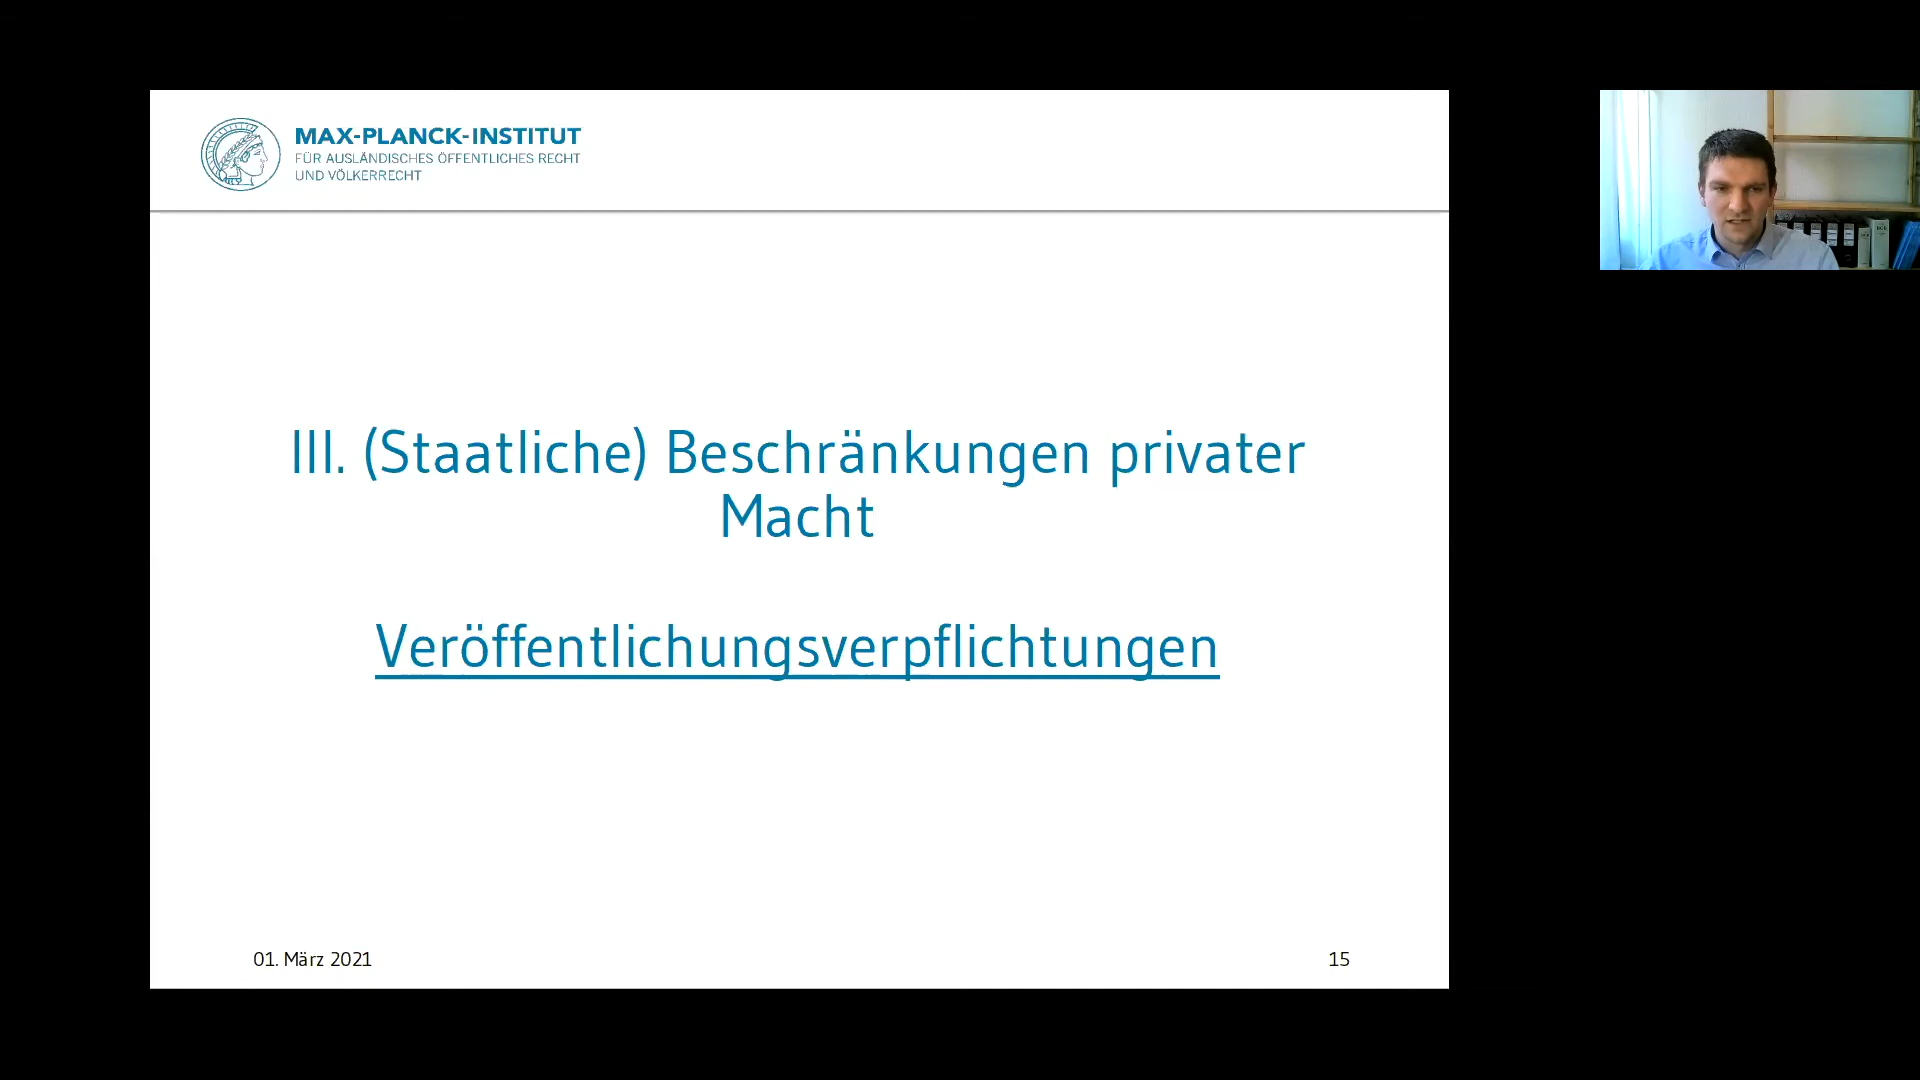 MAX-PLANCK-INSTITUT
FÜR AUSLÄNDISCHES ÖFFENTLICHES RECHT
UND VÖLKERRECHT
III. (Staatliche) Beschränkungen privater
Macht
Veröffentlichungsverpflichtungen
01. März 2021
15